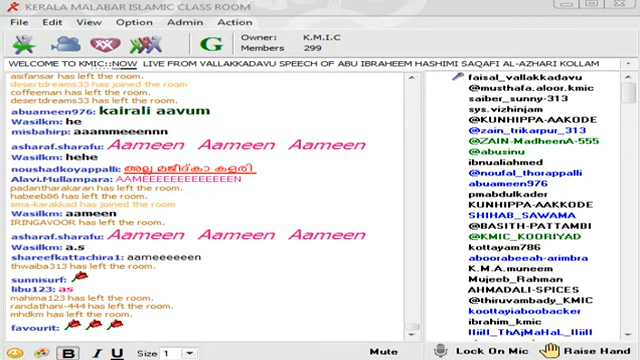 KERALA MALABAR ISLAMIC CLASS ROOM
File Edit View Options Admin Action
G
Owner: K.M.I.C
Members 299
WELCOME TO KMIC::NOW LIVE FROM VALLAKKADAVU SPEECH OF ABU IBRAHEEM HASHIMI SAQAFI AL-AZHARI KOLLAM
asifansar has left the room.
desertdreams33 has joined the room.
coffeeman has left the room.
desertdreams33 has left the room.
abuameen976: kairali aavum
Wasilkm: he
misbahirp: aaammeeennnn
asharaf.sharafu: Aameen Aameen Aameen
Wasilkm: hehe
noushadkoyappalli: അല്ല മജീദ്കാ കളരി
Alavi.Mullampara: AAMEEEEEEEEEEEEEN
padantharakaran has left the room.
habeeb86 has left the room.
sma-karakkad has joined the room.
Wasilkm: aameen
IRINGAVOOR has left the room.
asharaf.sharafu: Aameen Aameen Aameen
Wasilkm: a.s
shareefkattachira1: aameeeeeen
thwaiba313 has left the room.
sunnisurf:
libu123: as
mahima123 has left the room.
randathani-444 has left the room.
mhdkm has left the room.
favourit:
faisal_vallakkadavu
@musthafa.aloor.kmic
saiber_sunny-313
sys.vizhinjam
@KUNHIPPA-AAKODE
@zain_trikarpur_313
@ZAIN-MadheenA-555
@abusinu
ibnualiahmed
@noufal_thorappalli
abuameen976
pmabdulkader
KUNHIPPA-AAKODE
SHIHAB_SAWAMA
@BASITH-PATTAMBI
@KMIC_KOORIYAD
kottayam786
aboorabeeah-arimbra
K.M.A.muneem
Mujeeb_Rahman
AHMADALI-SPICES
@thiruvambady_KMIC
koottayiaboobacker
ibrahim_kmic
B I U Size 1 Mute Lock On Mic Raise Hand